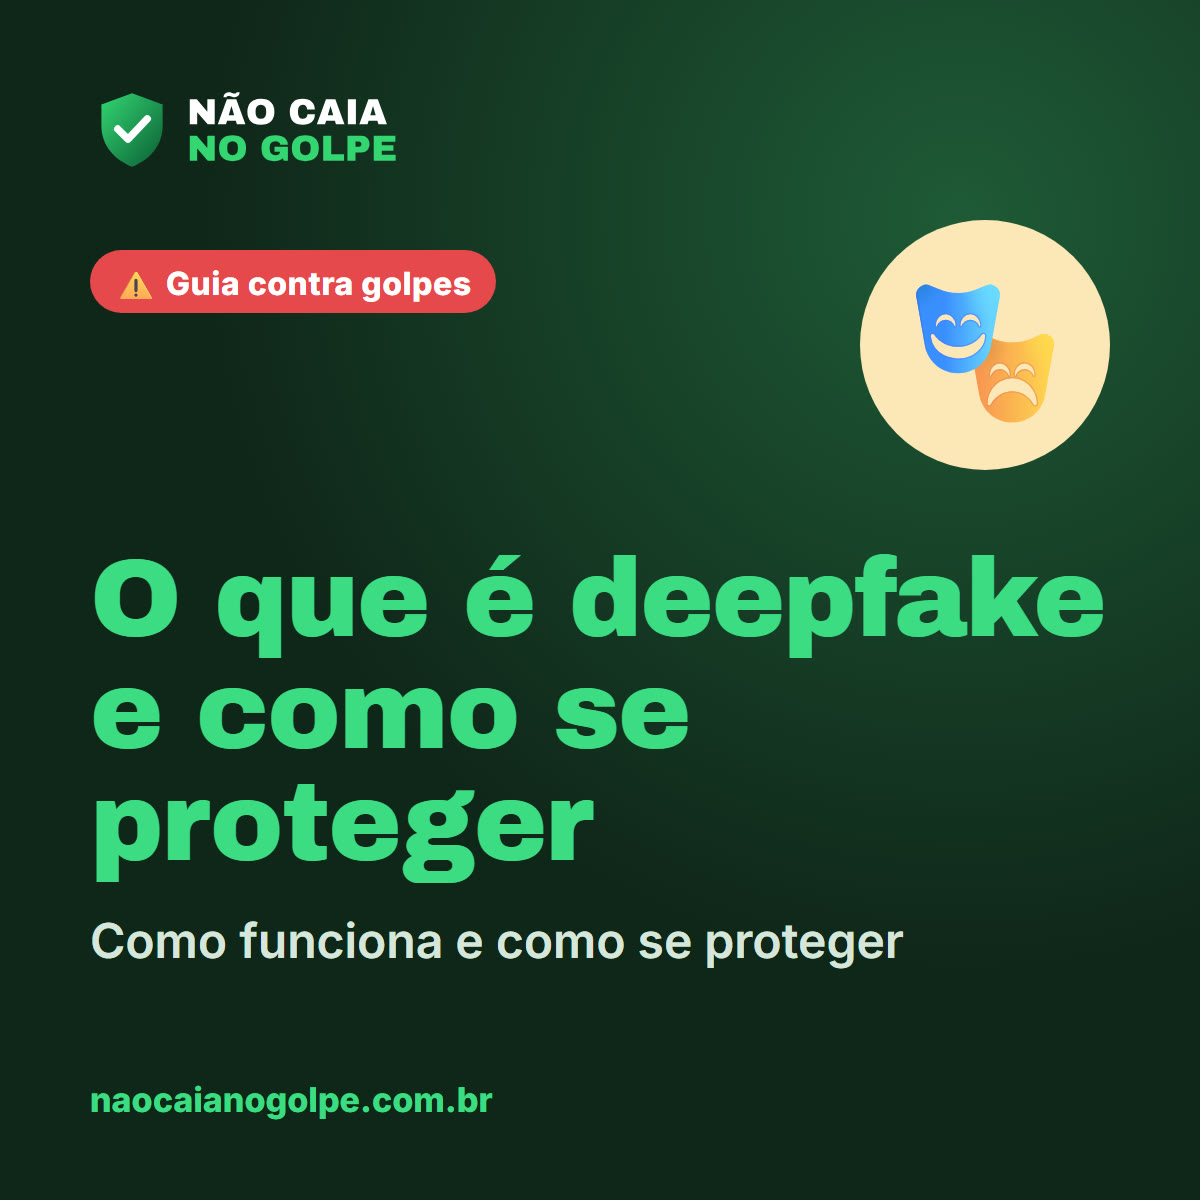 NÃO CAIA
NO GOLPE
Guia contra golpes
O que é deepfake
e como se
proteger
Como funciona e como se proteger
naocaianogolpe.com.br